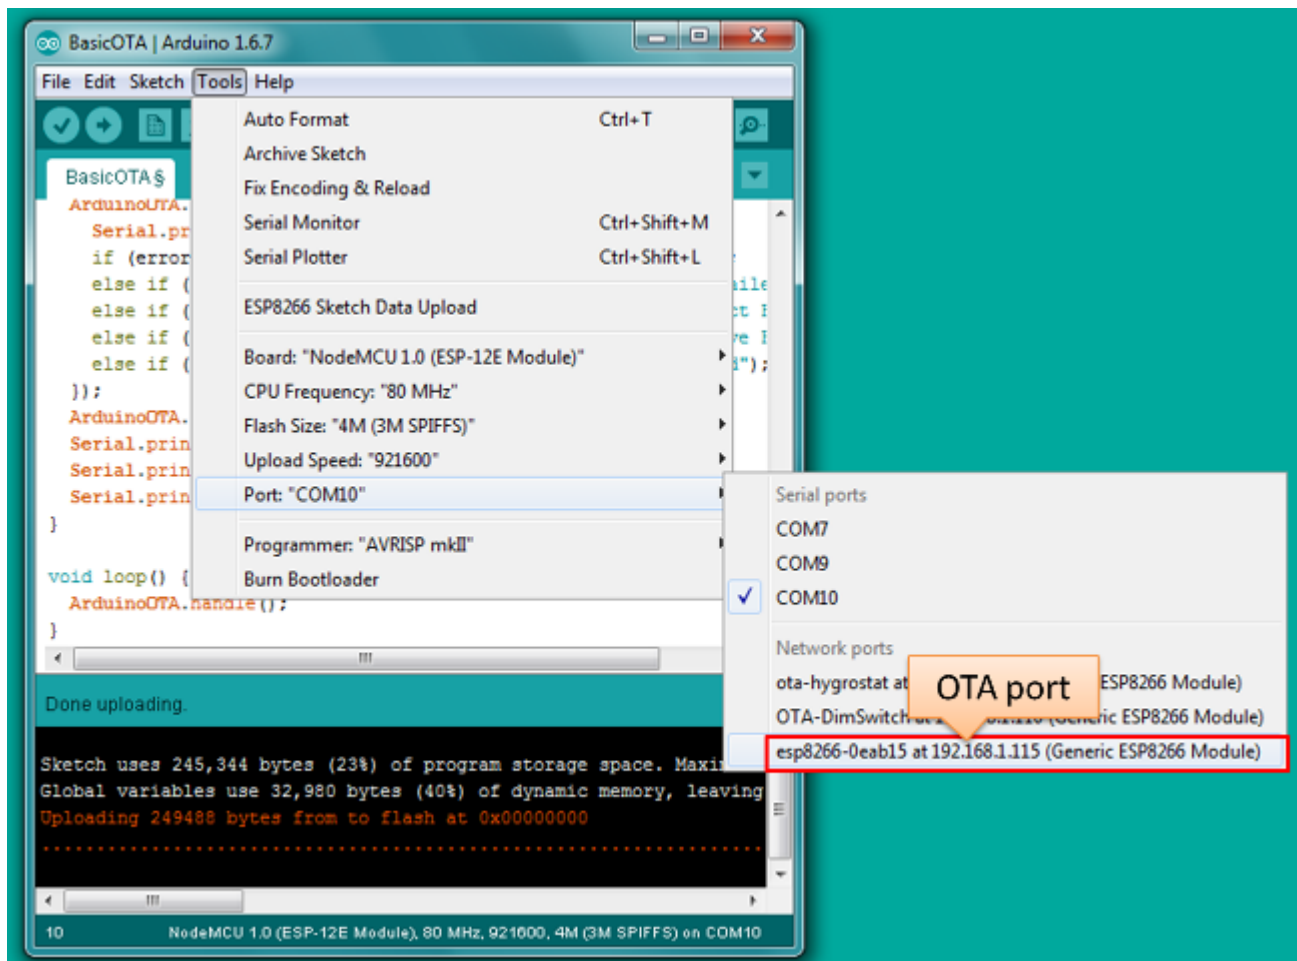 BasicOTA | Arduino 1.6.7
File Edit Sketch Tools Help
BasicOTA§
Auto Format Ctrl+T
Archive Sketch
Fix Encoding & Reload
Serial Monitor Ctrl+Shift+M
Serial Plotter Ctrl+Shift+L
ESP8266 Sketch Data Upload
Board: "NodeMCU 1.0 (ESP-12E Module)"
CPU Frequency: "80 MHz"
Flash Size: "4M (3M SPIFFS)"
Upload Speed: "921600"
Port: "COM10"
Programmer: "AVRISP mkII"
Burn Bootloader
ArduinoOTA.
Serial.pr
if (error
else if (
else if (
else if (
else if ( d");
});
ArduinoOTA.
Serial.prin
Serial.prin
Serial.prin
}
void loop() {
ArduinoOTA.handle();
}
Serial ports
COM7
COM9
COM10
Network ports
ota-hygrostat at ESP8266 Module)
OTA-DimSwitch (Generic ESP8266 Module)
esp8266-0eab15 at 192.168.1.115 (Generic ESP8266 Module)
OTA port
Done uploading.
Sketch uses 245,344 bytes (23%) of program storage space.
Global variables use 32,980 bytes (40%) of dynamic memory, leaving
Uploading 249488 bytes from to flash at 0x00000000
................................................................
10 NodeMCU 1.0 (ESP-12E Module), 80 MHz, 921600, 4M (3M SPIFFS) on COM10